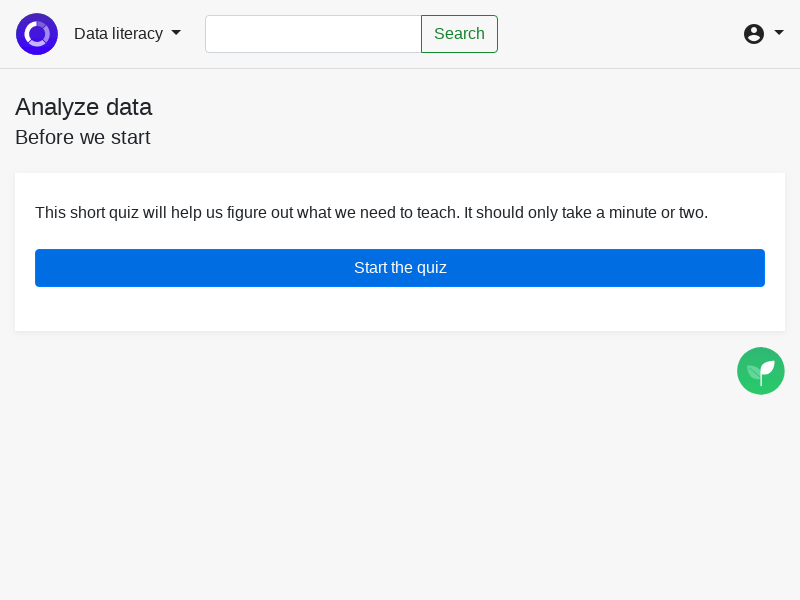 Data literacy
Search
Analyze data
Before we start
This short quiz will help us figure out what we need to teach. It should only take a minute or two.
Start the quiz